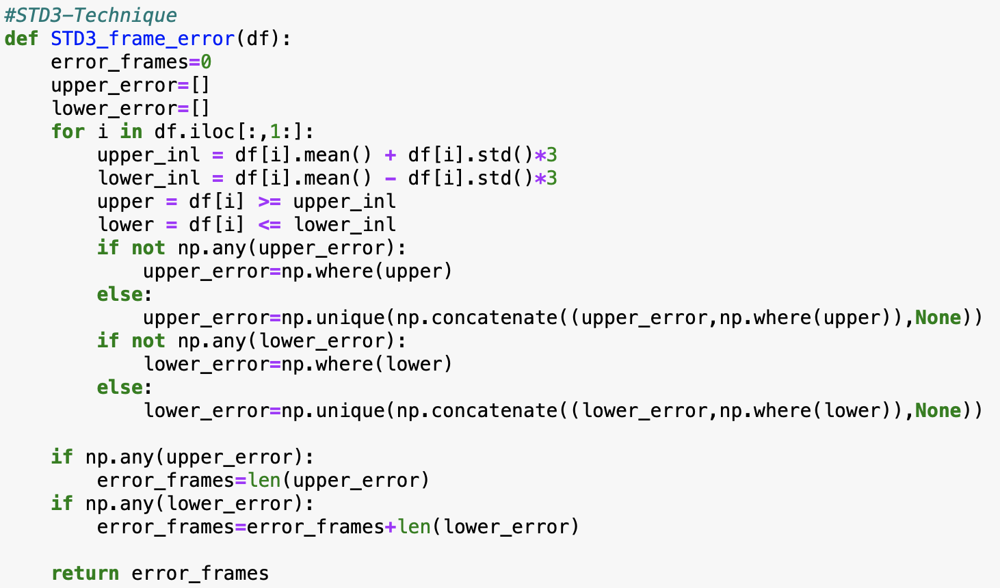 #STD3-Technique
def STD3_frame_error(df):
    error_frames=0
    upper_error=[]
    lower_error=[]
    for i in df.iloc[:,1:]:
        upper_inl = df[i].mean() + df[i].std()*3
        lower_inl = df[i].mean() - df[i].std()*3
        upper = df[i] >= upper_inl
        lower = df[i] <= lower_inl
        if not np.any(upper_error):
            upper_error=np.where(upper)
        else:
            upper_error=np.unique(np.concatenate((upper_error,np.where(upper)),None))
        if not np.any(lower_error):
            lower_error=np.where(lower)
        else:
            lower_error=np.unique(np.concatenate((lower_error,np.where(lower)),None))
    if np.any(upper_error):
        error_frames=len(upper_error)
    if np.any(lower_error):
        error_frames=error_frames+len(lower_error)
    return error_frames